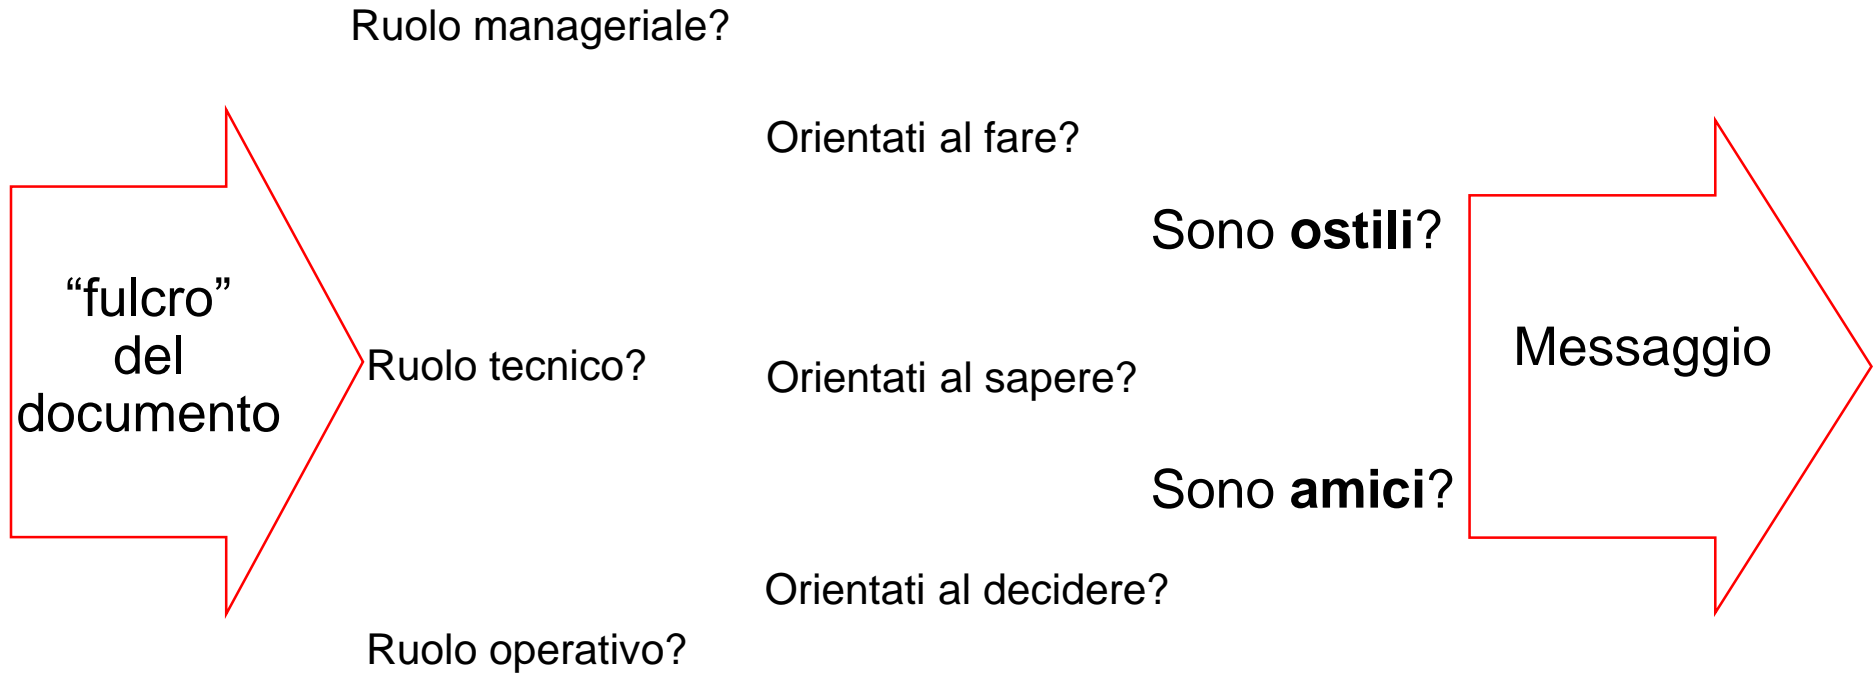 Ruolo manageriale?
“fulcro”
del
documento
Ruolo tecnico?
Ruolo operativo?
Orientati al fare?
Orientati al sapere?
Orientati al decidere?
Sono ostili?
Sono amici?
Messaggio